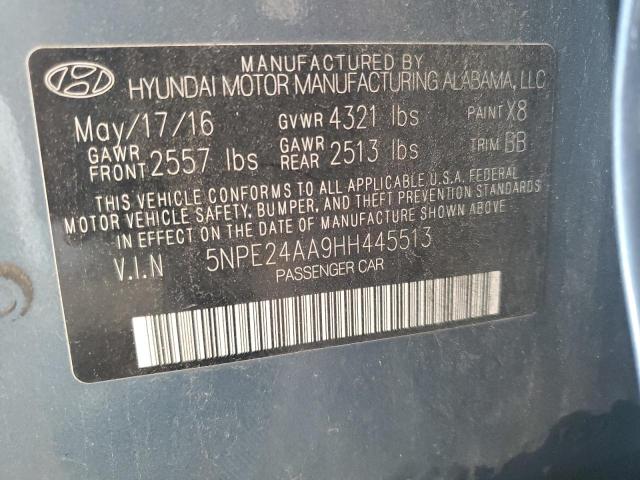 MANUFACTURED BY
HYUNDAI MOTOR MANUFACTURING ALABAMA, LLC
May/17/16 GVWR 4321 lbs PAINT X8
GAWR FRONT 2557 lbs GAWR REAR 2513 lbs TRIM BB
THIS VEHICLE CONFORMS TO ALL APPLICABLE U.S.A. FEDERAL
MOTOR VEHICLE SAFETY, BUMPER, AND THEFT PREVENTION STANDARDS
IN EFFECT ON THE DATE OF MANUFACTURE SHOWN ABOVE.
V.I.N 5NPE24AA9HH445513
PASSENGER CAR